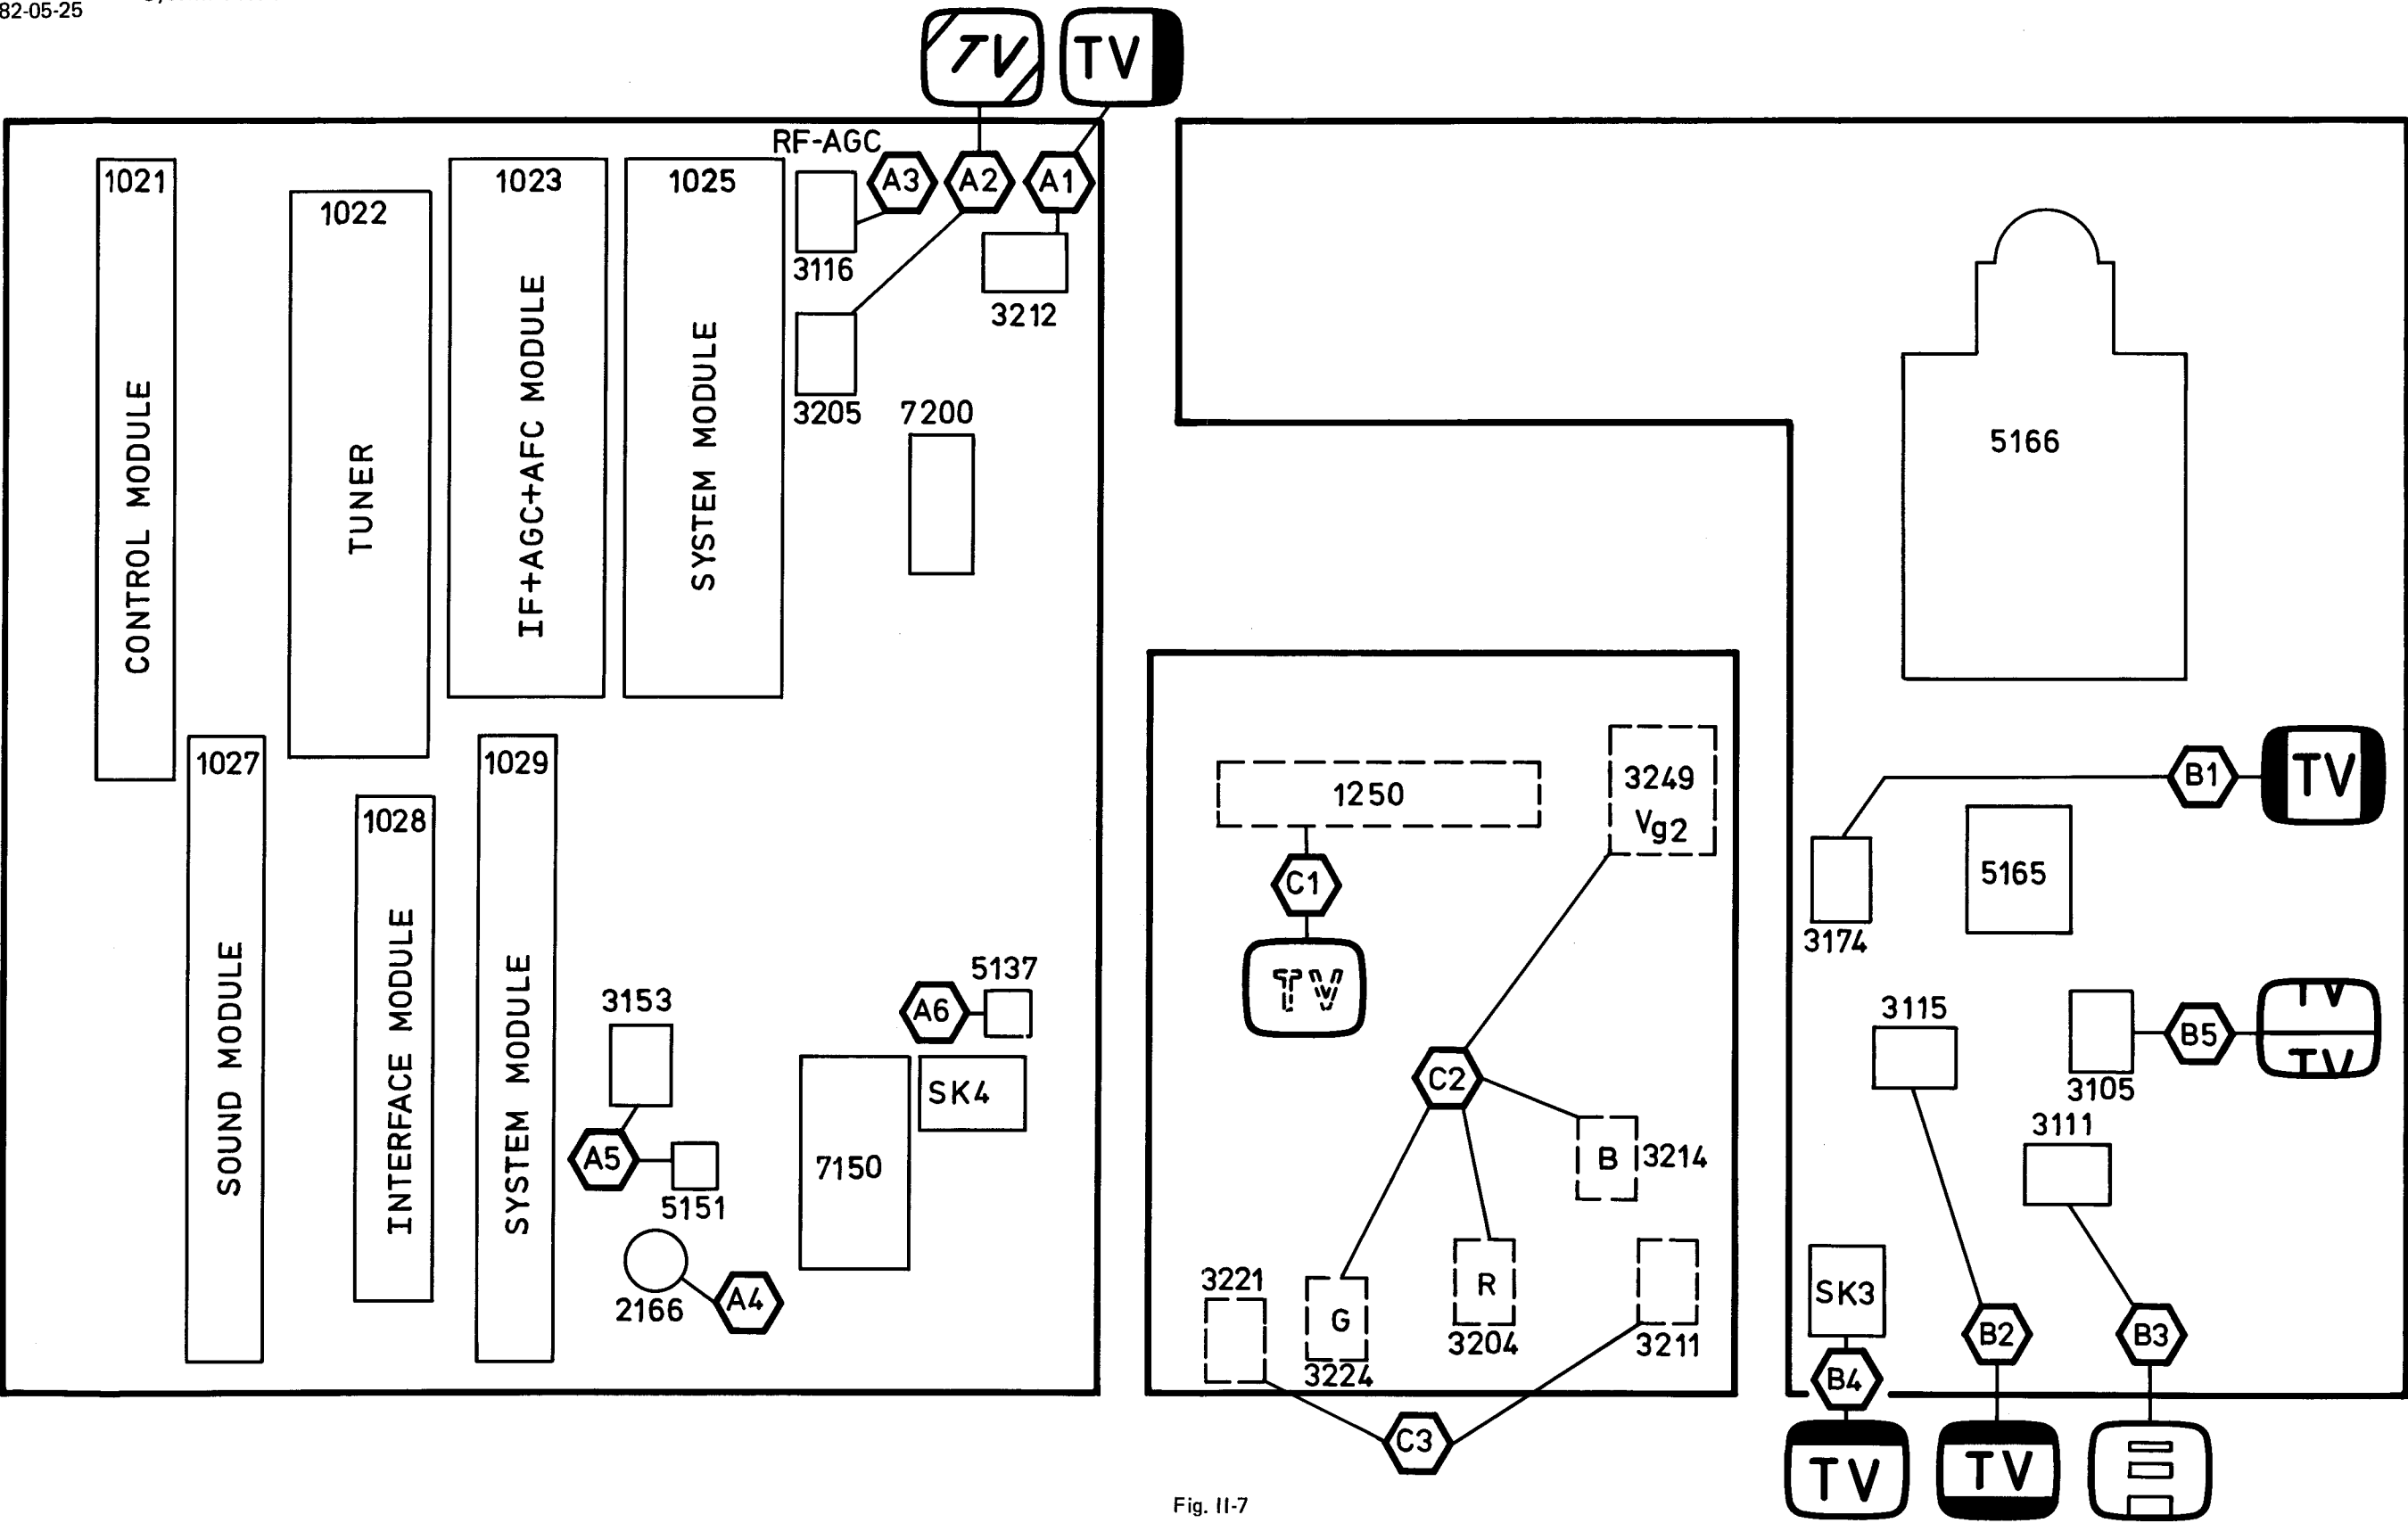 82-05-25
TV
TV
RF-AGC
A3
A2
A1
1021
1022
1023
1025
3116
3212
3205
7200
CONTROL MODULE
TUNER
IF+AGC+AFC MODULE
SYSTEM MODULE
1027
1028
1029
SOUND MODULE
INTERFACE MODULE
SYSTEM MODULE
3153
A6
5137
SK4
A5
5151
7150
2166
A4
1250
3249
Vg2
C1
TV
C2
B
3214
3221
G
3224
R
3204
3211
C3
5166
B1
TV
3174
5165
3115
3105
B5
TV
TV
3111
SK3
B4
B2
B3
TV
TV
Fig. II-7